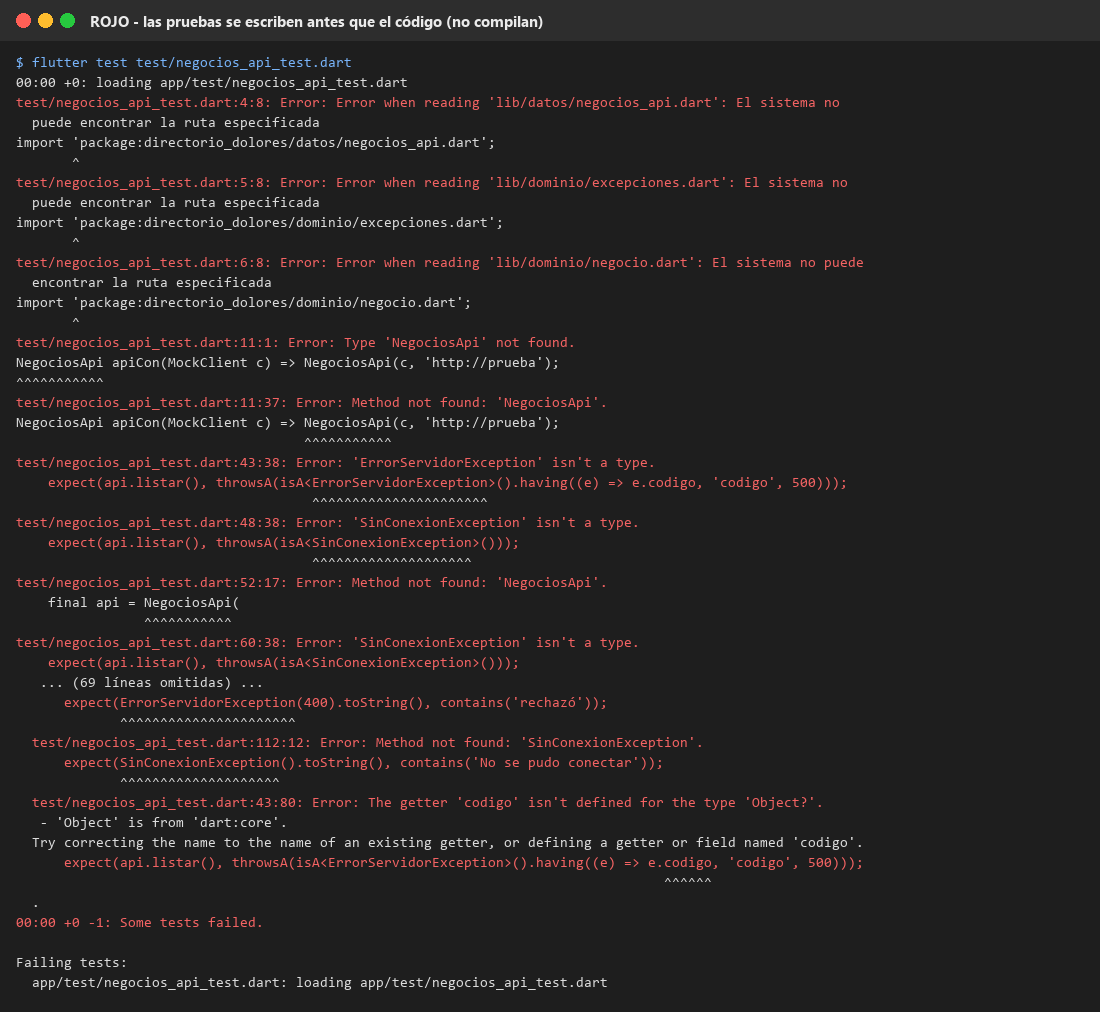 ROJO - las pruebas se escriben antes que el código (no compilan)
$ flutter test test/negocios_api_test.dart
00:00 +0: loading app/test/negocios_api_test.dart
test/negocios_api_test.dart:4:8: Error: Error when reading 'lib/datos/negocios_api.dart': El sistema no
  puede encontrar la ruta especificada
import 'package:directorio_dolores/datos/negocios_api.dart';
       ^
test/negocios_api_test.dart:5:8: Error: Error when reading 'lib/dominio/excepciones.dart': El sistema no
  puede encontrar la ruta especificada
import 'package:directorio_dolores/dominio/excepciones.dart';
       ^
test/negocios_api_test.dart:6:8: Error: Error when reading 'lib/dominio/negocio.dart': El sistema no puede
  encontrar la ruta especificada
import 'package:directorio_dolores/dominio/negocio.dart';
       ^
test/negocios_api_test.dart:11:1: Error: Type 'NegociosApi' not found.
NegociosApi apiCon(MockClient c) => NegociosApi(c, 'http://prueba');
^^^^^^^^^^^
test/negocios_api_test.dart:11:37: Error: Method not found: 'NegociosApi'.
NegociosApi apiCon(MockClient c) => NegociosApi(c, 'http://prueba');
                                    ^^^^^^^^^^^
test/negocios_api_test.dart:43:38: Error: 'ErrorServidorException' isn't a type.
    expect(api.listar(), throwsA(isA<ErrorServidorException>().having((e) => e.codigo, 'codigo', 500)));
                                     ^^^^^^^^^^^^^^^^^^^^^^
test/negocios_api_test.dart:48:38: Error: 'SinConexionException' isn't a type.
    expect(api.listar(), throwsA(isA<SinConexionException>()));
                                     ^^^^^^^^^^^^^^^^^^^^
test/negocios_api_test.dart:52:17: Error: Method not found: 'NegociosApi'.
    final api = NegociosApi(
                ^^^^^^^^^^^
test/negocios_api_test.dart:60:38: Error: 'SinConexionException' isn't a type.
    expect(api.listar(), throwsA(isA<SinConexionException>()));
   ... (69 líneas omitidas) ...
      expect(ErrorServidorException(400).toString(), contains('rechazó'));
             ^^^^^^^^^^^^^^^^^^^^^^
  test/negocios_api_test.dart:112:12: Error: Method not found: 'SinConexionException'.
      expect(SinConexionException().toString(), contains('No se pudo conectar'));
             ^^^^^^^^^^^^^^^^^^^^
  test/negocios_api_test.dart:43:80: Error: The getter 'codigo' isn't defined for the type 'Object?'.
   - 'Object' is from 'dart:core'.
  Try correcting the name to the name of an existing getter, or defining a getter or field named 'codigo'.
      expect(api.listar(), throwsA(isA<ErrorServidorException>().having((e) => e.codigo, 'codigo', 500)));
                                                                                 ^^^^^^
  .
00:00 +0 -1: Some tests failed.
Failing tests:
  app/test/negocios_api_test.dart: loading app/test/negocios_api_test.dart